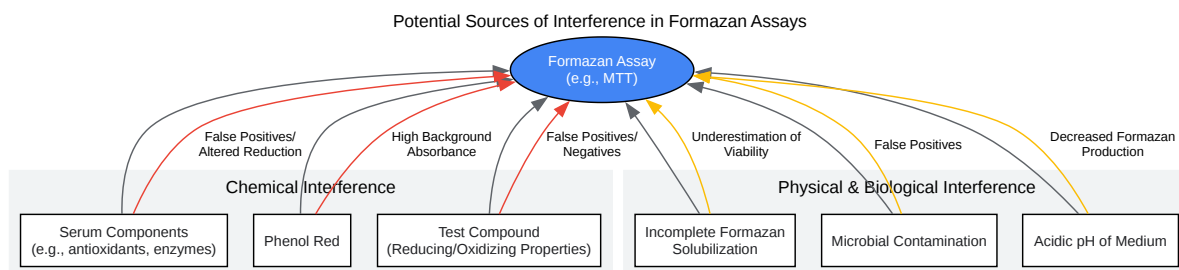 Potential Sources of Interference in Formazan Assays
Formazan Assay
(e.g., MTT)
False Positives/
Altered Reduction
High Background
Absorbance
False Positives/
Negatives
Underestimation of
Viability
False Positives
Decreased Formazan
Production
Chemical Interference
Physical & Biological Interference
Serum Components
(e.g., antioxidants, enzymes)
Phenol Red
Test Compound
(Reducing/Oxidizing Properties)
Incomplete Formazan
Solubilization
Microbial Contamination
Acidic pH of Medium